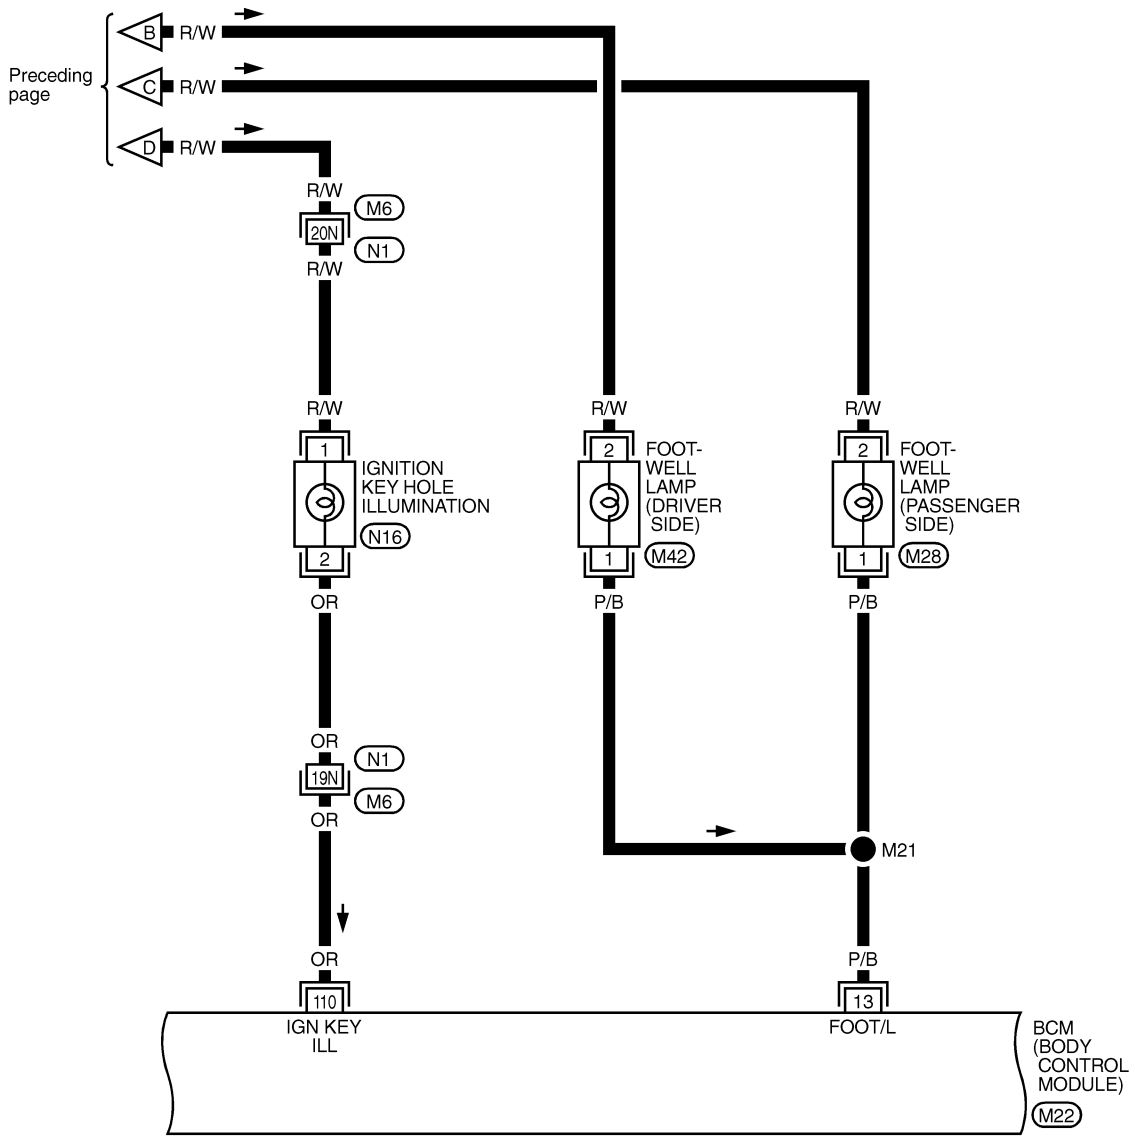 B R/W
Preceding
page
C R/W
D R/W
R/W
M6
20N
N1
R/W
R/W
R/W
R/W
1
IGNITION
KEY HOLE
ILLUMINATION
N16
2
OR
2
FOOT-
WELL
LAMP
(DRIVER
SIDE)
M42
1
P/B
2
FOOT-
WELL
LAMP
(PASSENGER
SIDE)
M28
1
P/B
OR
N1
19N
M6
OR
M21
OR
P/B
110
13
IGN KEY
ILL
FOOT/L
BCM
(BODY
CONTROL
MODULE)
M22